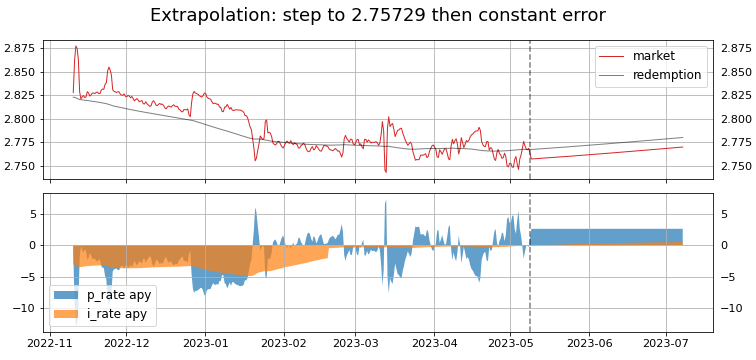 Extrapolation: step to 2.75729 then constant error
2.875 2.875
2.850 2.850
2.825 2.825
2.800 2.800
2.775 2.775
2.750 2.750
market
redemption
5 5
0 0
−5 −5
−10 −10
p_rate apy
i_rate apy
2022-11 2022-12 2023-01 2023-02 2023-03 2023-04 2023-05 2023-06 2023-07